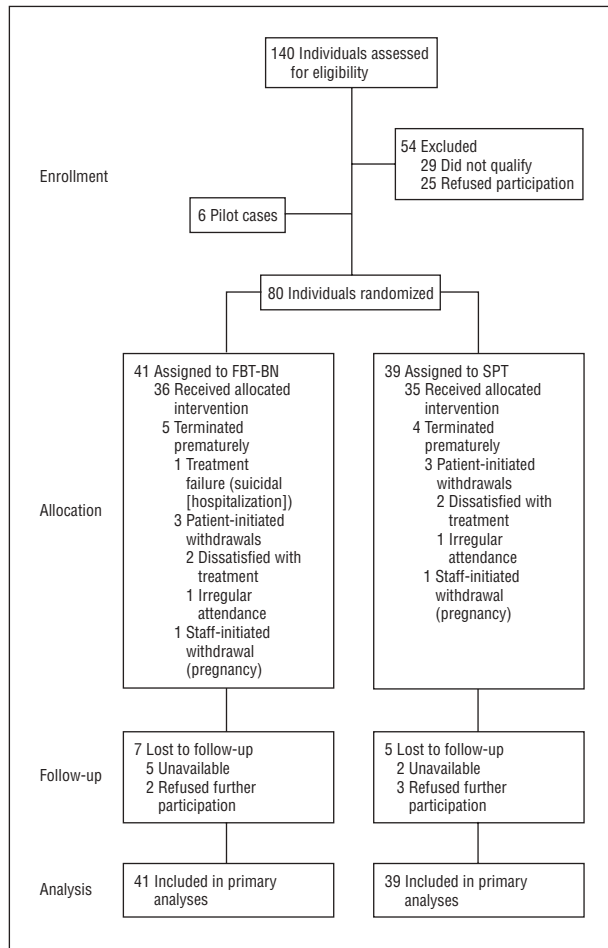 140 Individuals assessed
for eligibility
Enrollment
54 Excluded
29 Did not qualify
25 Refused participation
6 Pilot cases
80 Individuals randomized
Allocation
41 Assigned to FBT-BN
36 Received allocated
intervention
5 Terminated
prematurely
1 Treatment
failure (suicidal
[hospitalization])
3 Patient-initiated
withdrawals
2 Dissatisfied with
treatment
1 Irregular
attendance
1 Staff-initiated
withdrawal
(pregnancy)
39 Assigned to SPT
35 Received allocated
intervention
4 Terminated
prematurely
3 Patient-initiated
withdrawals
2 Dissatisfied with
treatment
1 Irregular
attendance
1 Staff-initiated
withdrawal
(pregnancy)
Follow-up
7 Lost to follow-up
5 Unavailable
2 Refused further
participation
5 Lost to follow-up
2 Unavailable
3 Refused further
participation
Analysis
41 Included in primary
analyses
39 Included in primary
analyses